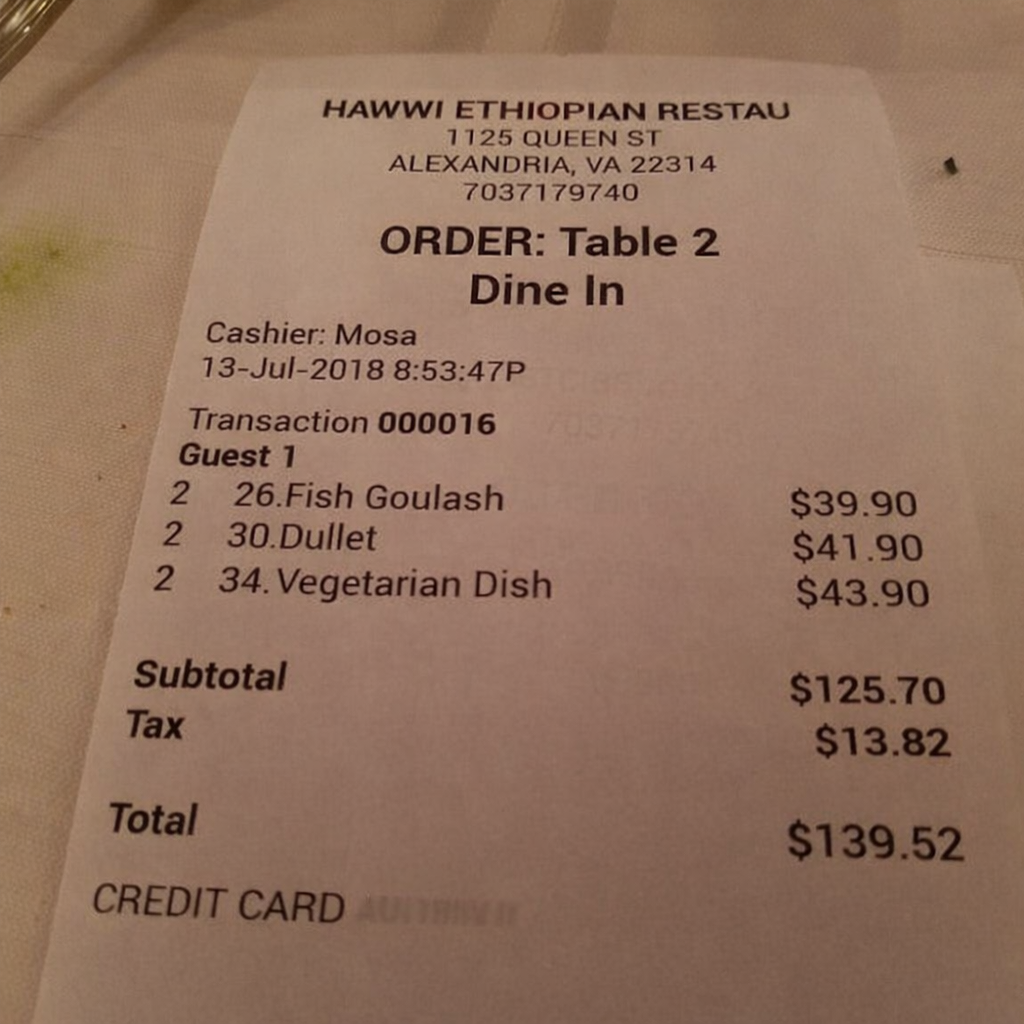 HAWWI ETHIOPIAN RESTAU
1125 QUEEN ST
ALEXANDRIA, VA 22314
7037179740
ORDER: Table 2
Dine In
Cashier: Mosa
13-Jul-2018 8:53:47P
Transaction 000016
Guest 1
2 26.Fish Goulash $39.90
2 30.Dullet $41.90
2 34.Vegetarian Dish $43.90
Subtotal $125.70
Tax $13.82
Total $139.52
CREDIT CARD